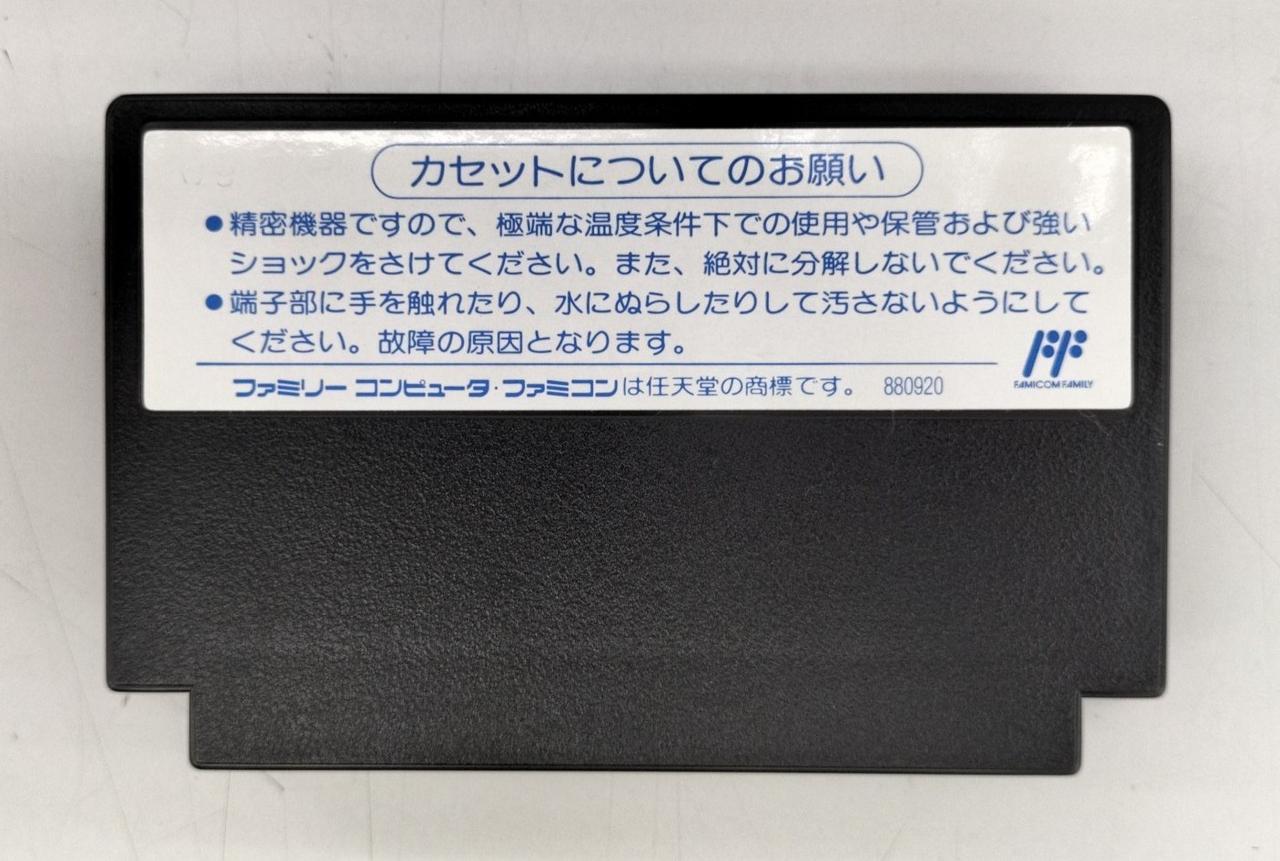 カセットについてのお願い
●精密機器ですので、極端な温度条件下での使用や保管および強い
ショックをさけてください。また、絶対に分解しないでください。
●端子部に手を触れたり、水にぬらしたりして汚さないようにして
ください。故障の原因となります。
FF
FAMICOM FAMILY
ファミリー コンピュータ・ファミコンは任天堂の商標です。 880920